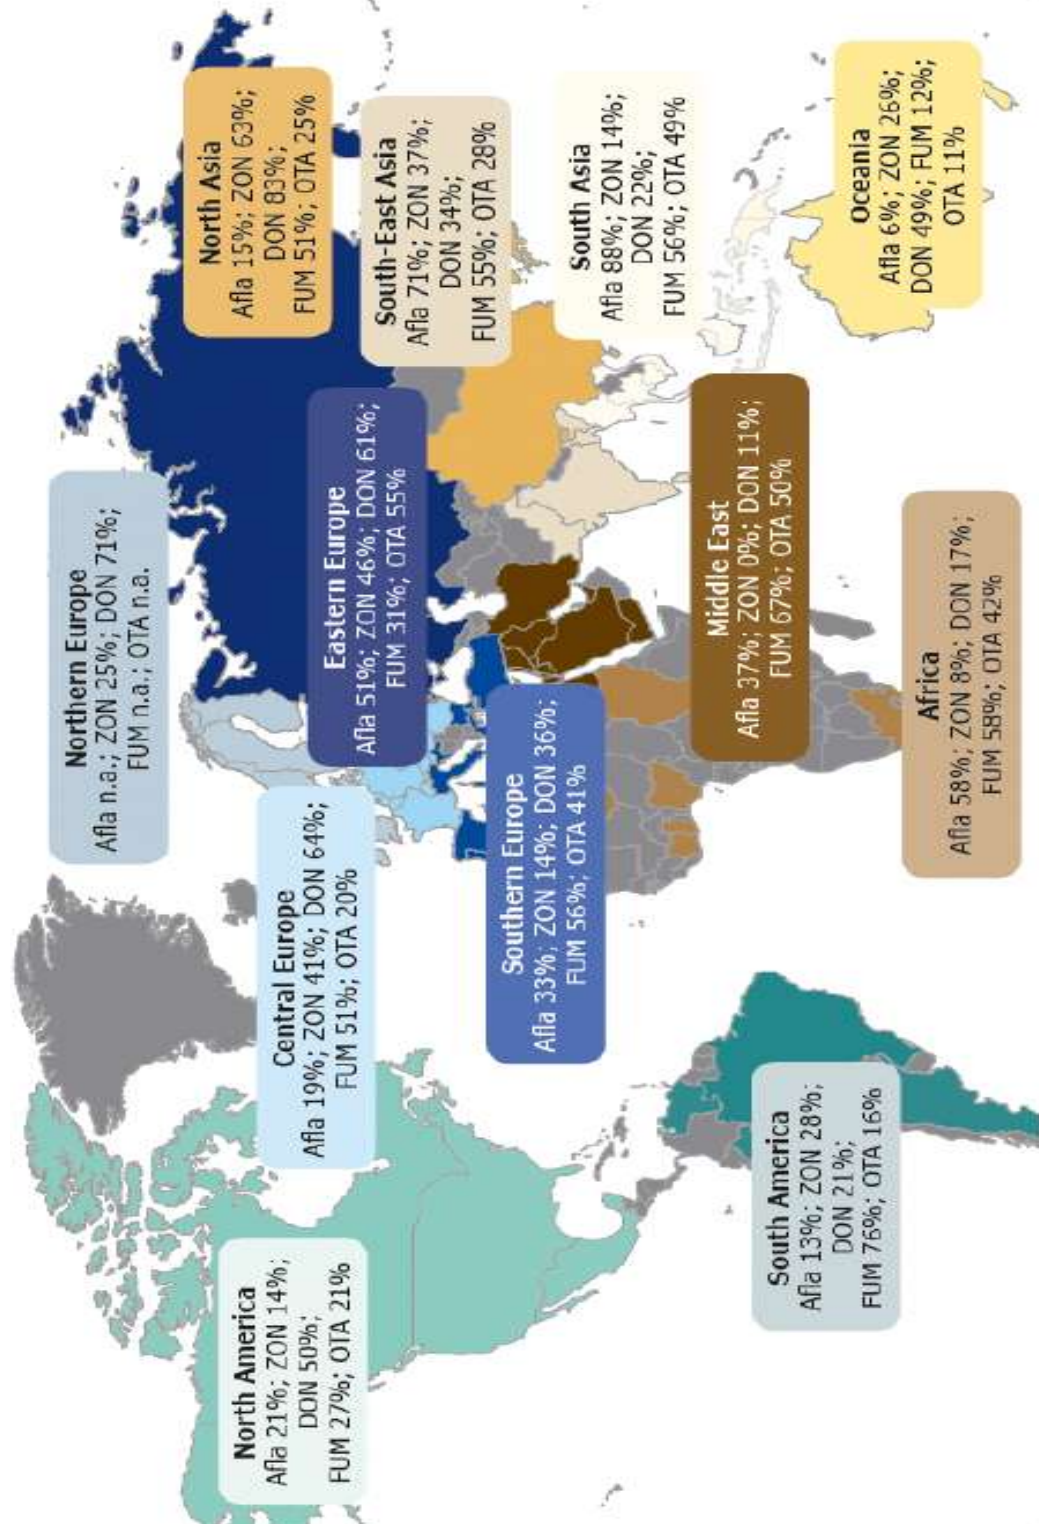 Northern Europe
Afla n.a.; ZON 25%; DON 71%;
FUM n.a.; OTA n.a.
North Asia
Afla 15%; ZON 63%;
DON 83%;
FUM 51%; OTA 25%
Central Europe
Afla 19%; ZON 41%; DON 64%;
FUM 51%; OTA 20%
Eastern Europe
Afla 51%; ZON 46%; DON 61%;
FUM 31%; OTA 55%
North America
Afla 21%; ZON 14%;
DON 50%;
FUM 27%; OTA 21%
South-East Asia
Afla 71%; ZON 37%;
DON 34%;
FUM 55%; OTA 28%
Southern Europe
Afla 33%; ZON 14%; DON 36%;
FUM 56%; OTA 41%
South Asia
Afla 88%; ZON 14%;
DON 22%;
FUM 56%; OTA 49%
Middle East
Afla 37%; ZON 0%; DON 11%;
FUM 67%; OTA 50%
South America
Afla 13%; ZON 28%;
DON 21%;
FUM 76%; OTA 16%
Africa
Afla 58%; ZON 8%; DON 17%;
FUM 58%; OTA 42%
Oceania
Afla 6%; ZON 26%;
DON 49%; FUM 12%;
OTA 11%